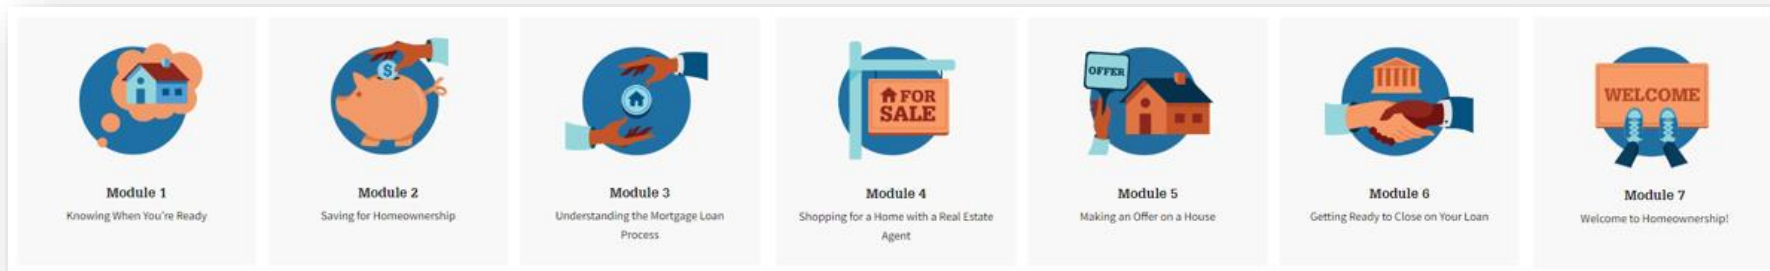 $
FOR
SALE
OFFER
WELCOME
Module 1
Knowing When You're Ready
Module 2
Saving for Homeownership
Module 3
Understanding the Mortgage Loan
Process
Module 4
Shopping for a Home with a Real Estate
Agent
Module 5
Making an Offer on a House
Module 6
Getting Ready to Close on Your Loan
Module 7
Welcome to Homeownership!